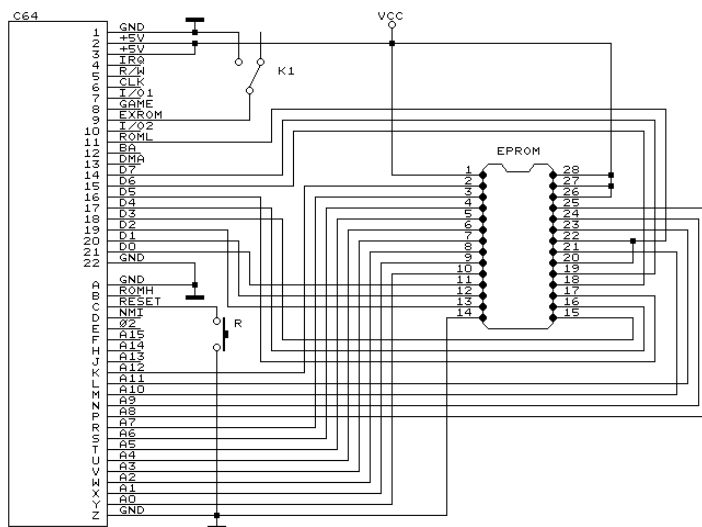 C64
1 GND
2 +5V
3 +5V
4 IRQ
5 R/W
6 CLK
7 I/O1
8 GAME
9 EXROM
10 I/O2
11 ROML
12 BA
13 DMA
14 D7
15 D6
16 D5
17 D4
18 D3
19 D2
20 D1
21 D0
22 GND
A GND
B ROMH
C RESET
D NMI
E Ø2
F A15
H A14
J A13
K A12
L A11
M A10
N A9
P A8
R A7
S A6
T A5
U A4
V A3
W A2
X A1
Y A0
Z GND
K1
R
VCC
EPROM
1 28
2 27
3 26
4 25
5 24
6 23
7 22
8 21
9 20
10 19
11 18
12 17
13 16
14 15